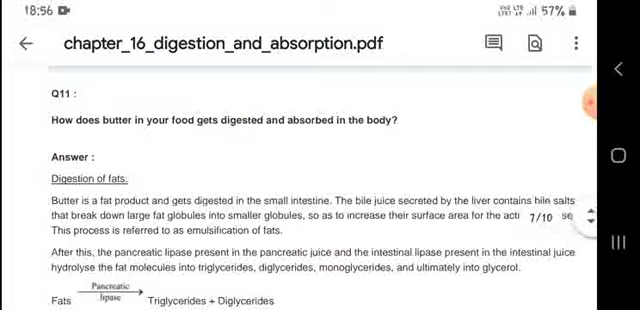 18:56
57%
chapter_16_digestion_and_absorption.pdf
Q11 :
How does butter in your food gets digested and absorbed in the body?
Answer :
Digestion of fats:
Butter is a fat product and gets digested in the small intestine. The bile juice secreted by the liver contains bile salts
that break down large fat globules into smaller globules, so as to increase their surface area for the acti 7/10 se
This process is referred to as emulsification of fats.
After this, the pancreatic lipase present in the pancreatic juice and the intestinal lipase present in the intestinal juice
hydrolyse the fat molecules into triglycerides, diglycerides, monoglycerides, and ultimately into glycerol.
Pancreatic
Fats lipase Triglycerides + Diglycerides